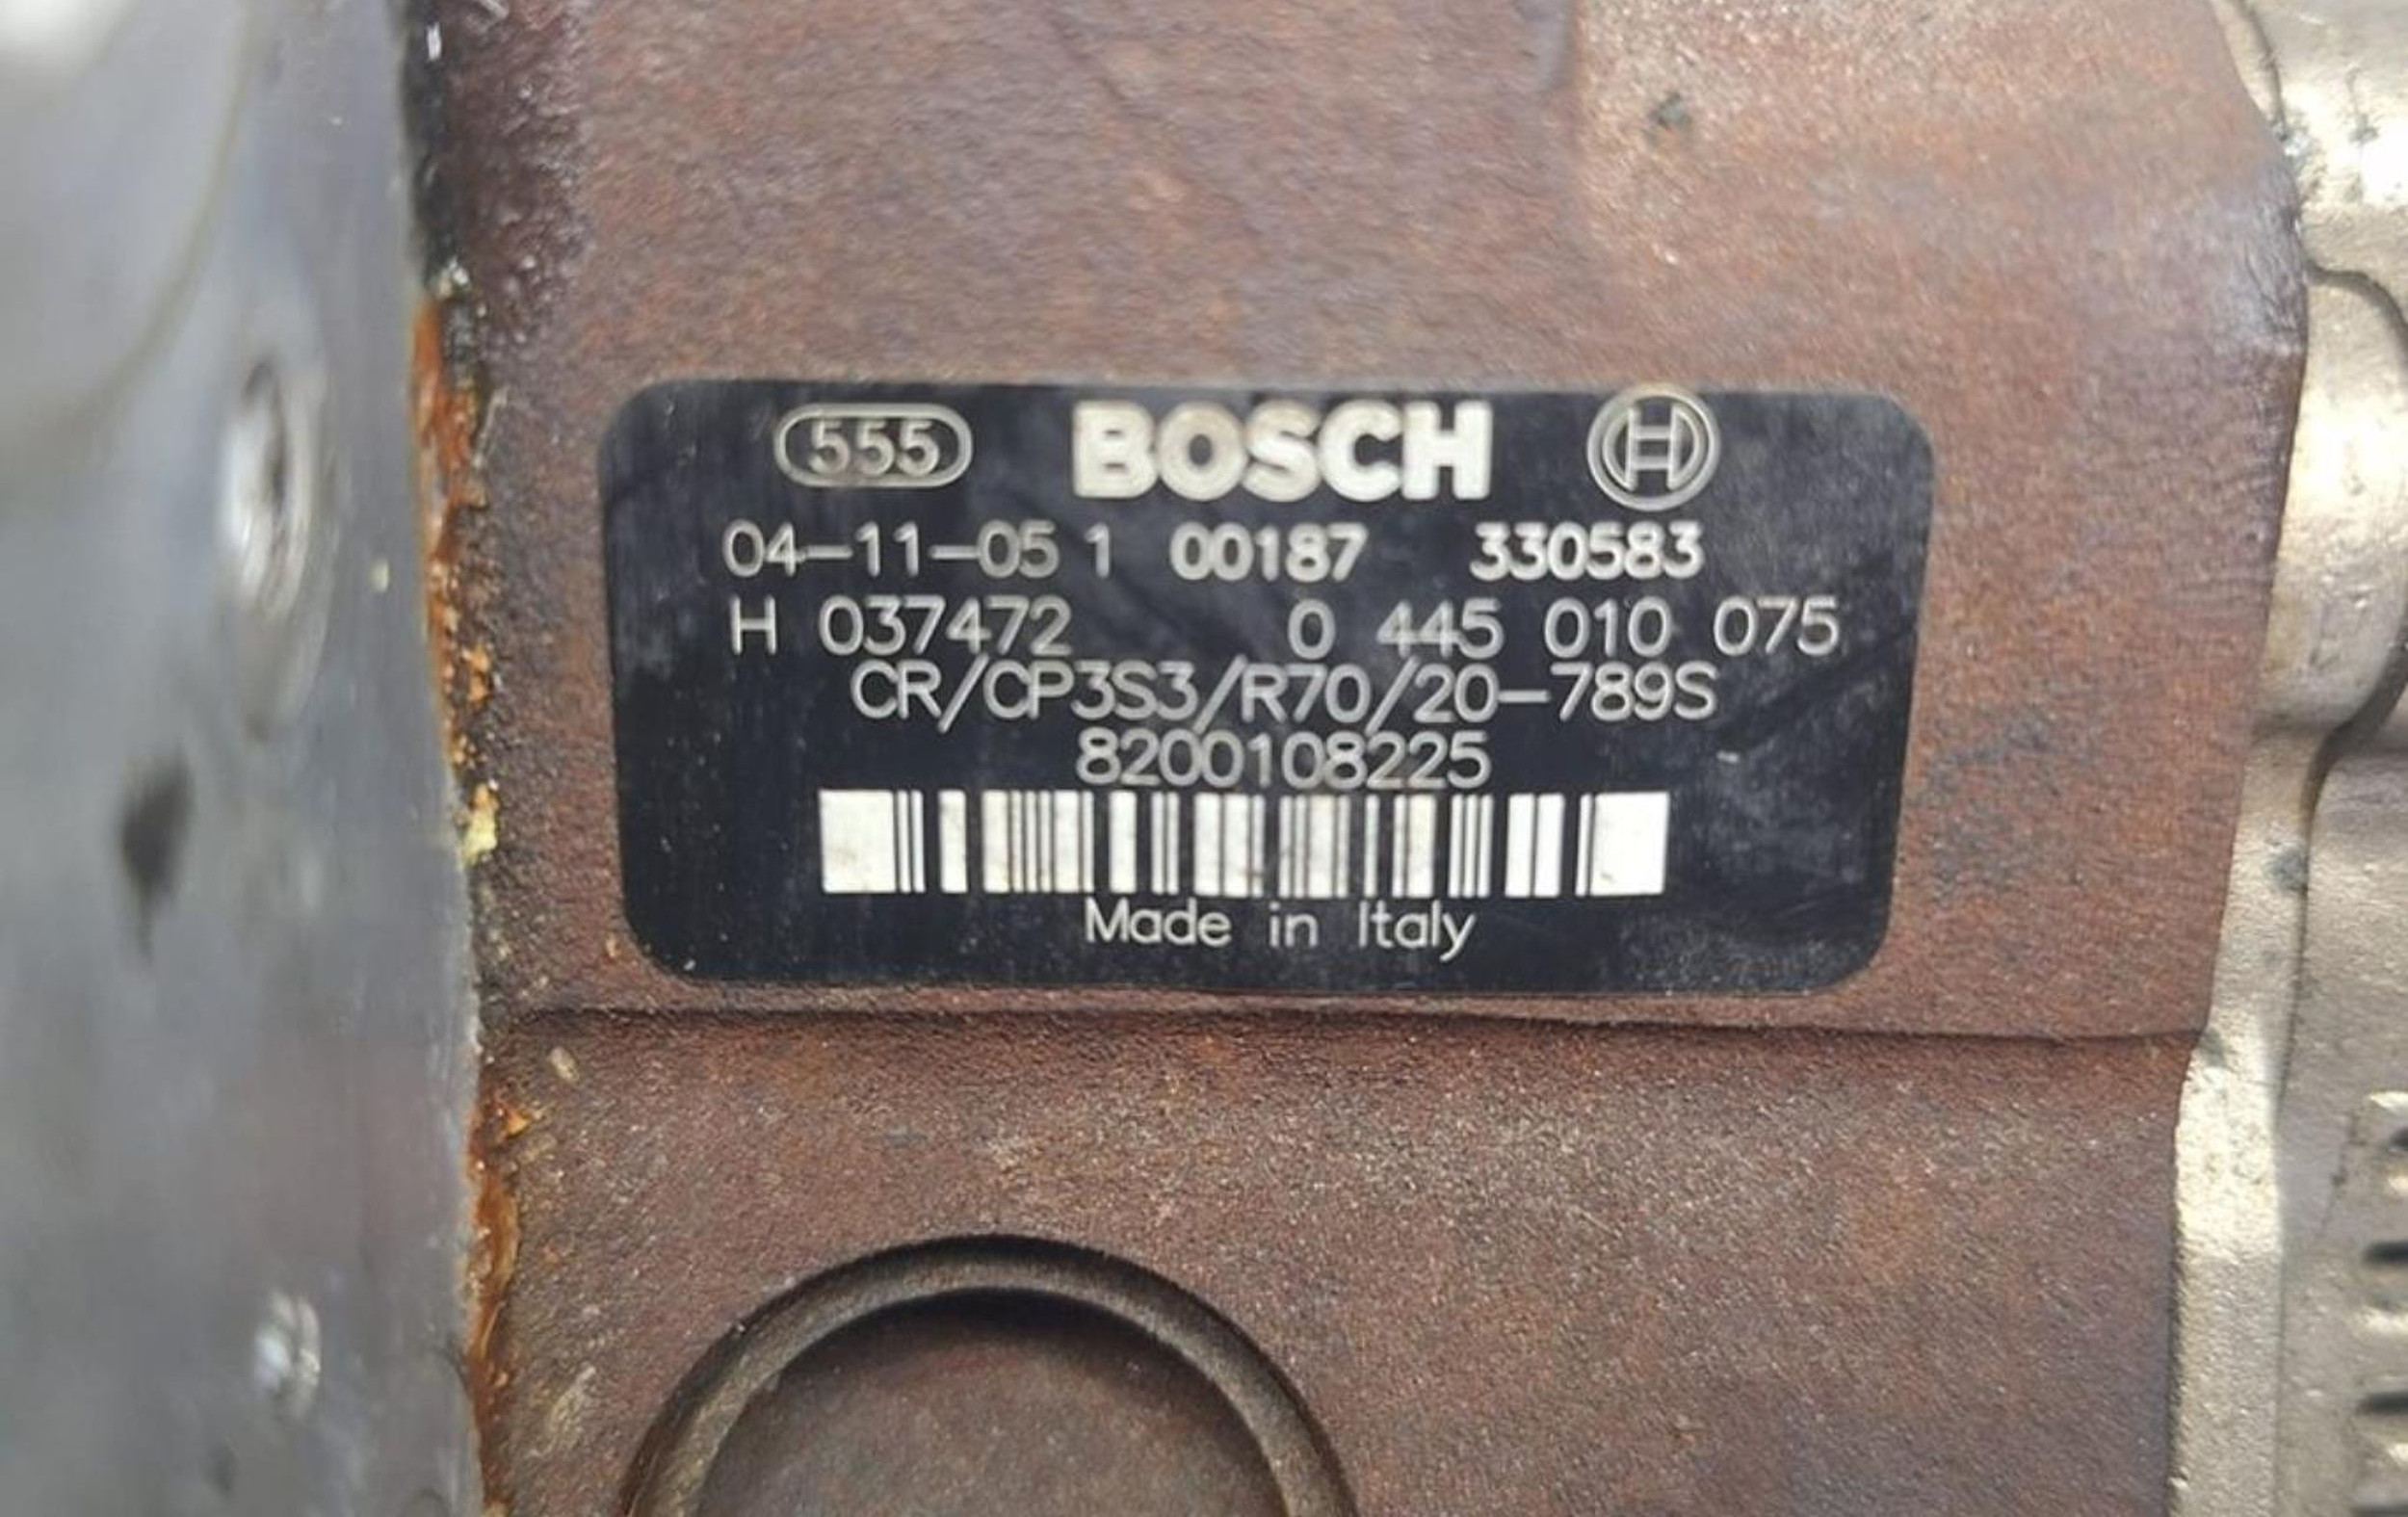 555 BOSCH H
04-11-05 1 00187 330583
H 037472 0 445 010 075
CR/CP3S3/R70/20-789S
8200108225
Made in Italy